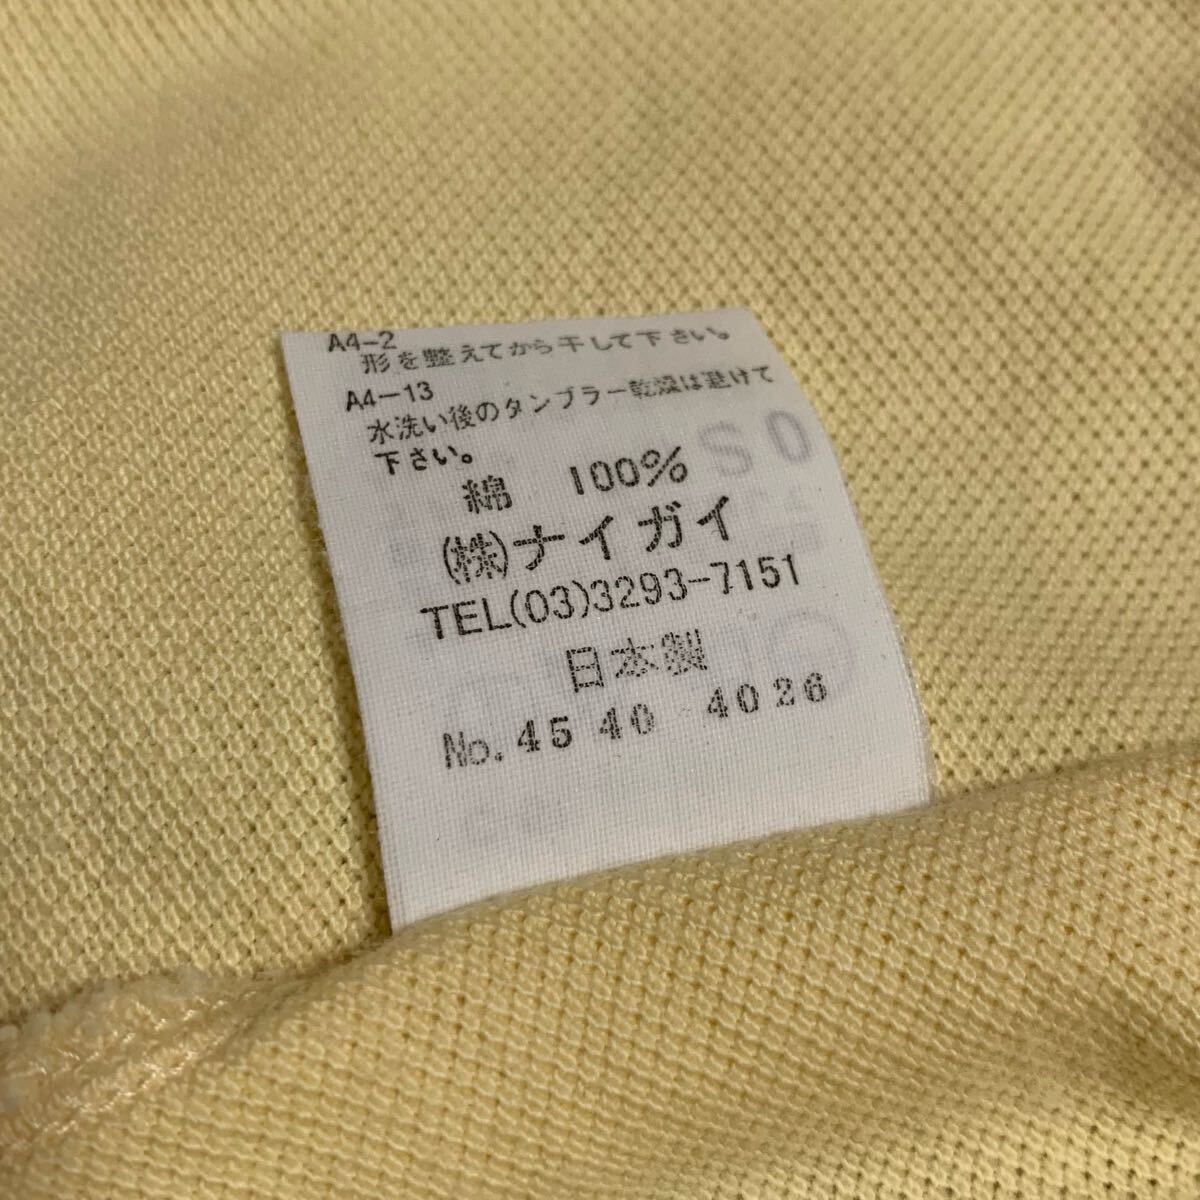 A4-2
形を整えてから干して下さい。
A4-13
水洗い後のタンブラー乾燥は避けて
下さい。
綿 100%
(株)ナイガイ
TEL(03)3293-7151
日本製
No.4540 4026